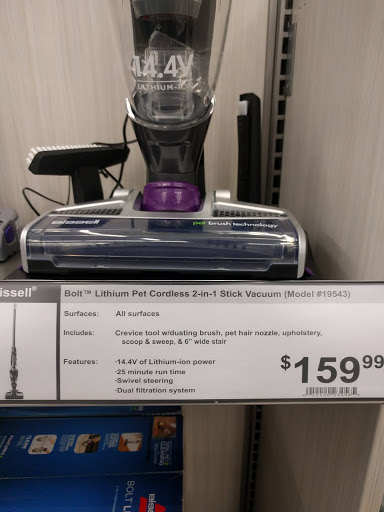 14.4V
LITHIUM-ION
BISSELL
pet brush technology
issell®
Bolt™ Lithium Pet Cordless 2-in-1 Stick Vacuum (Model #19543)
Surfaces: All surfaces
Includes: Crevice tool w/dusting brush, pet hair nozzle, upholstery,
scoop & sweep, & 6" wide stair
Features: -14.4V of Lithium-ion power
-25 minute run time
-Swivel steering
-Dual filtration system
$159.99
BOLT